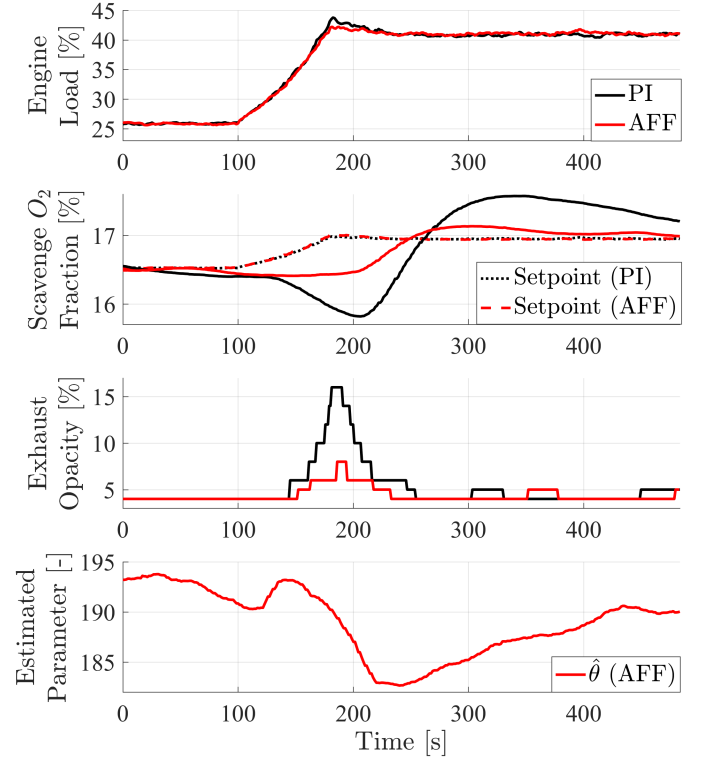 45
40
35
30
25
Engine
Load [%]
PI
AFF
0 100 200 300 400
17
16
Scavenge O2
Fraction [%]
Setpoint (PI)
Setpoint (AFF)
0 100 200 300 400
15
10
5
Exhaust
Opacity [%]
0 100 200 300 400
195
190
185
Estimated
Parameter [-]
θ̂ (AFF)
0 100 200 300 400
Time [s]